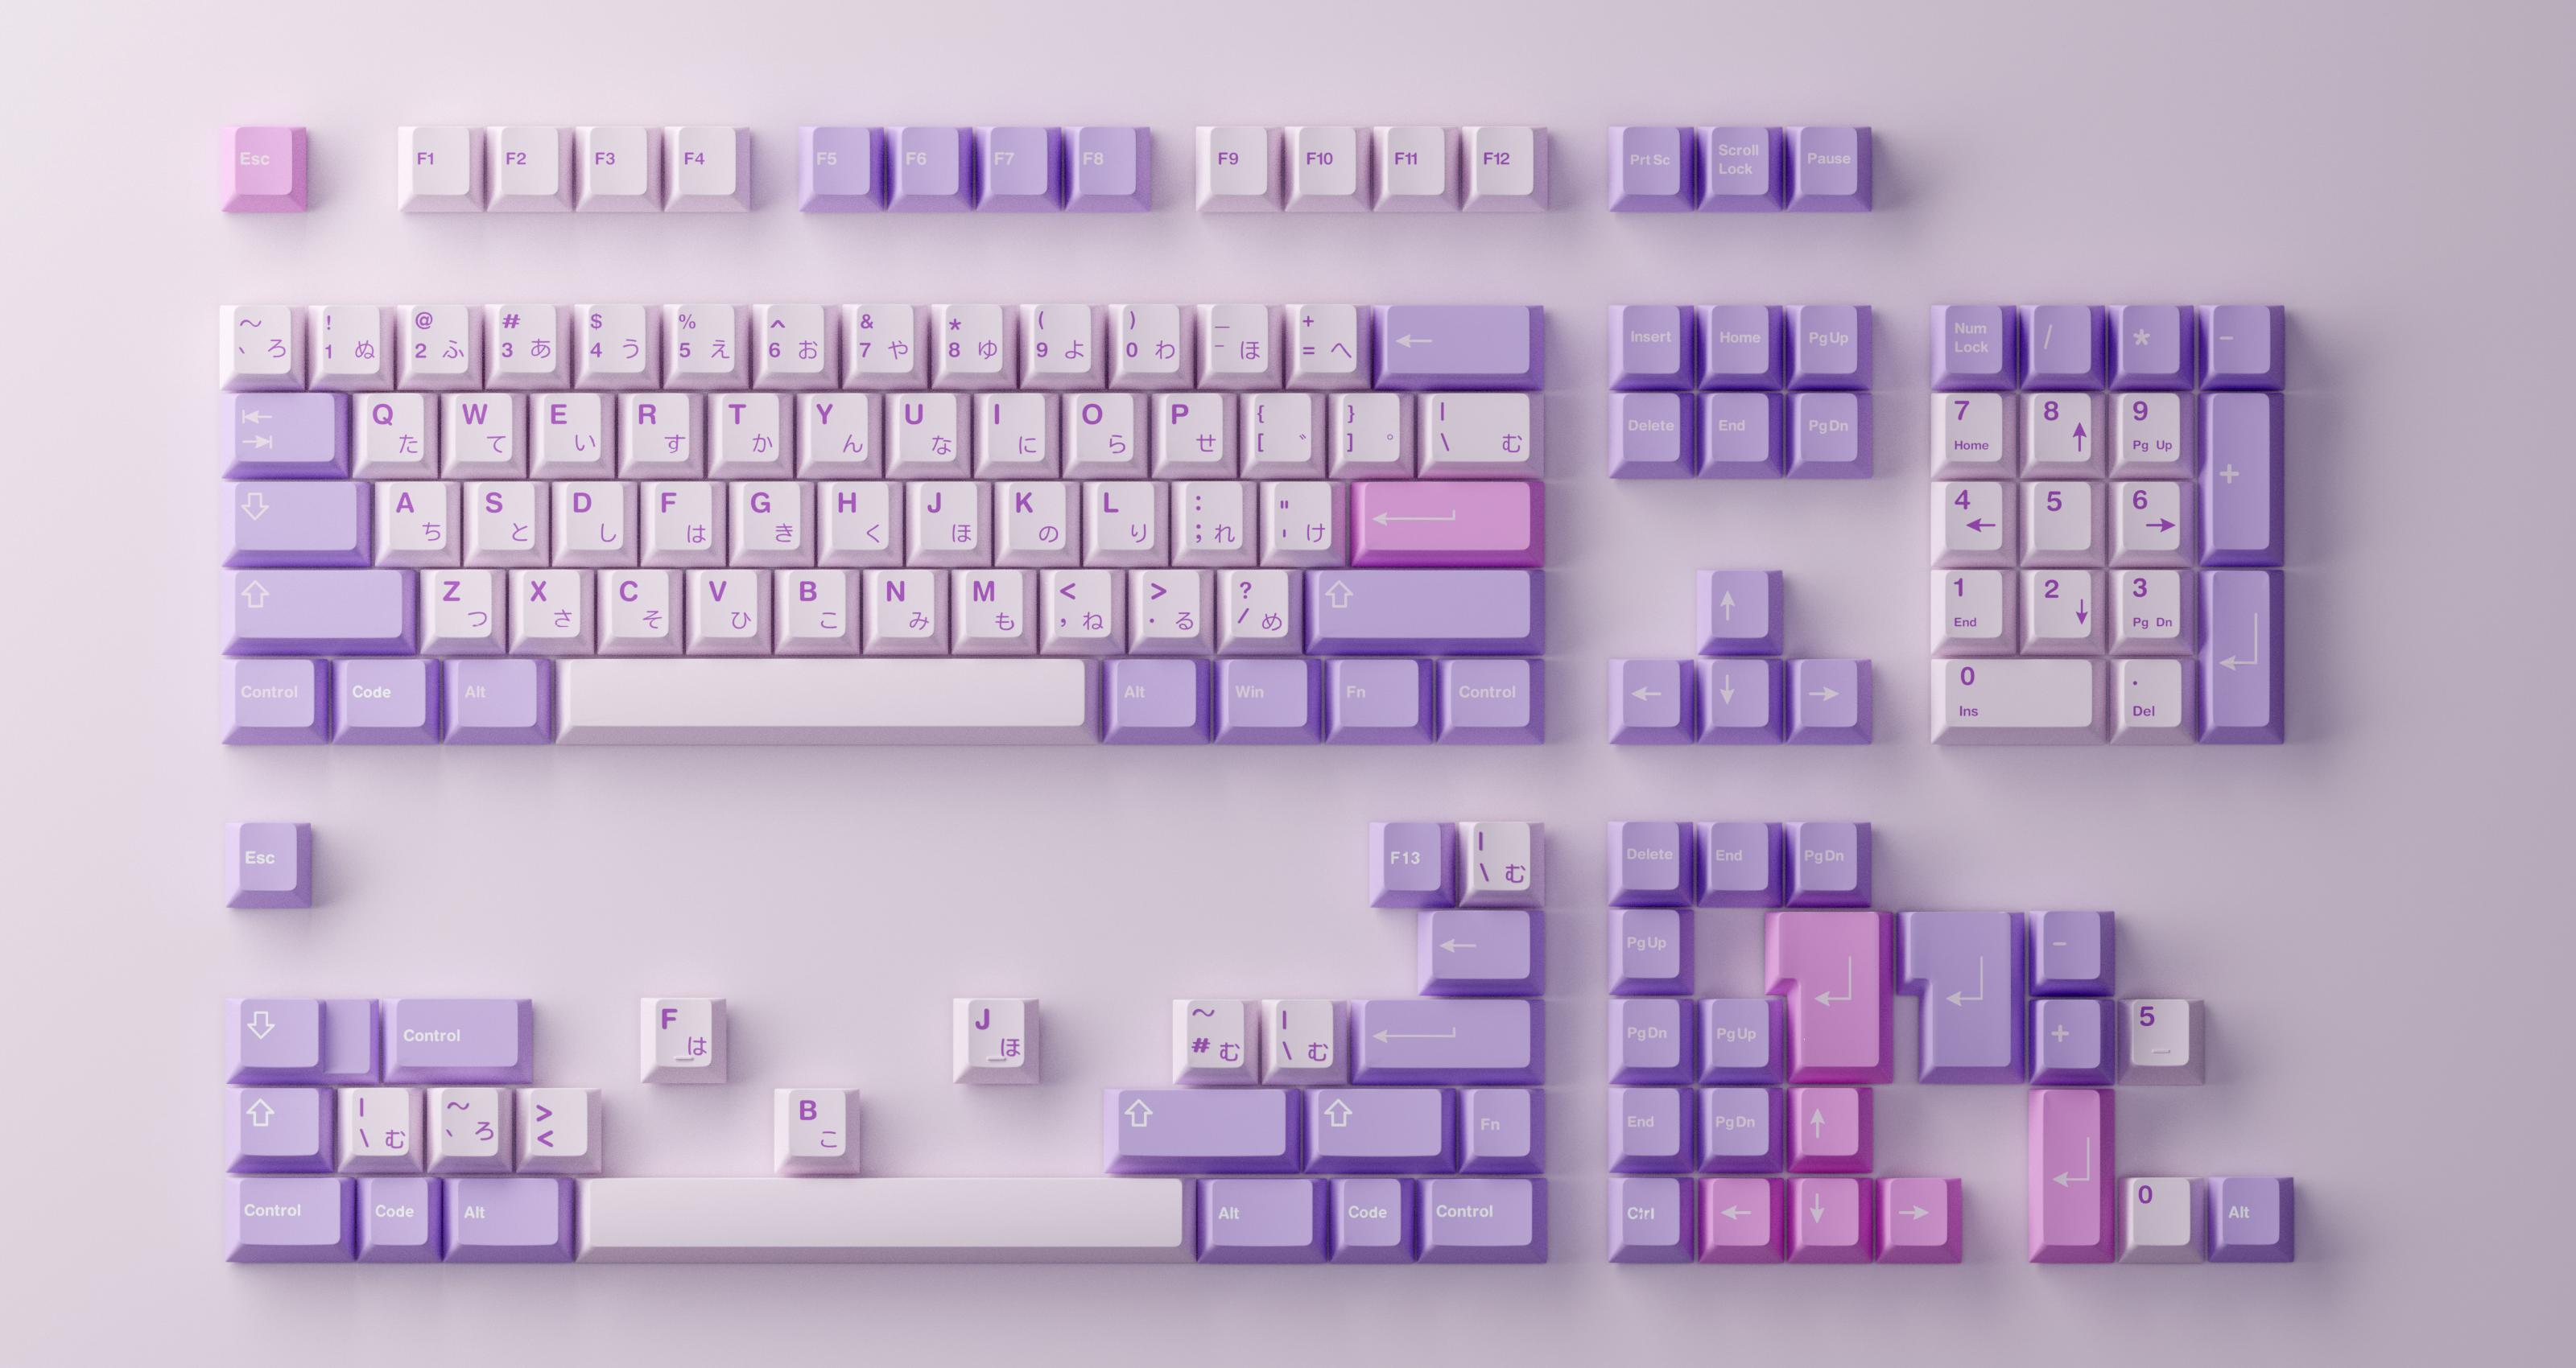 Esc F1 F2 F3 F4 F5 F6 F7 F8 F9 F10 F11 F12 Prt Sc Scroll Lock Pause
~ 、 ろ ! 1 ぬ @ 2 ふ # 3 あ $ 4 う % 5 え ^ 6 お & 7 や * 8 ゆ ( 9 よ ) 0 わ _ - ほ + = へ ← Insert Home PgUp Num Lock / * -
⇤ ⇥ Q た W て E い R す T か Y ん U な I に O ら P せ { [ ゛ } ] ゜ | \ む Delete End PgDn 7 Home 8 ↑ 9 Pg Up +
⇩ A ち S と D し F は G き H く J ほ K の L り : ; れ " ' け ↵ 4 ← 5 6 →
⇧ Z つ X さ C そ V ひ B こ N み M も < , ね > . る ? / め ⇧ ↑ 1 End 2 ↓ 3 Pg Dn ↵
Control Code Alt Alt Win Fn Control ← ↓ → 0 Ins . Del
Esc F13 | \ む Delete End PgDn
← PgUp ↵ ↵ -
⇩ Control F は J ほ ~ # む | \ む ↵ PgDn PgUp + 5
⇧ | \ む ~ 、 ろ > < B こ ⇧ ⇧ Fn End PgDn ↑ ↵
Control Code Alt Alt Code Control Ctrl ← ↓ → 0 Alt